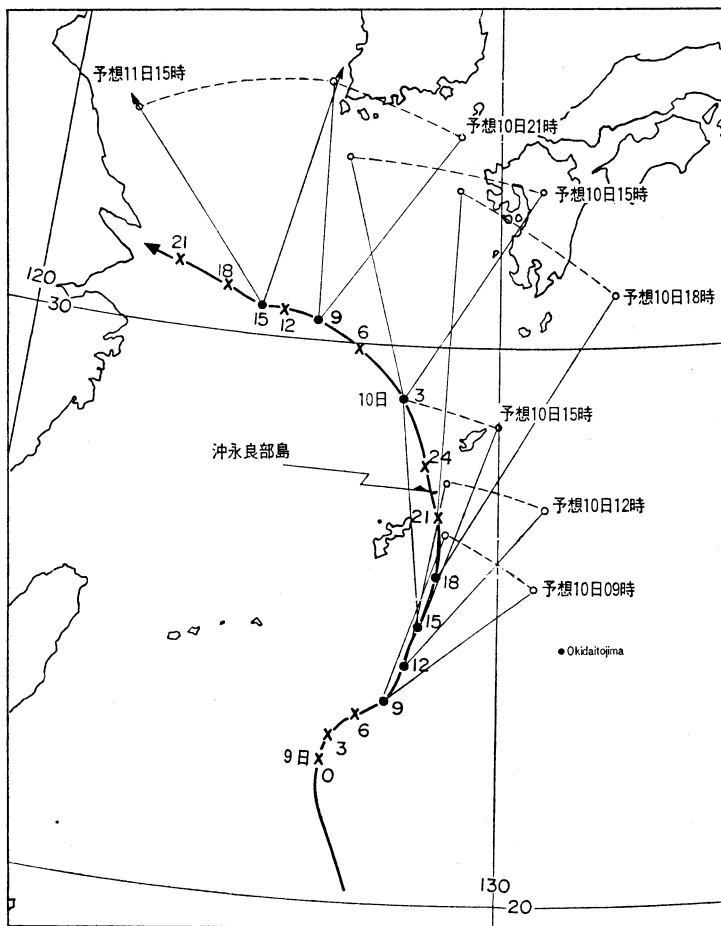 予想11日15時
予想10日21時
予想10日15時
21
120
18
30
15
12
9
予想10日18時
6
10日
3
予想10日15時
沖永良部島
24
21
予想10日12時
18
予想10日09時
15
12
Okidaitojima
9
6
3
9日
0
130
20